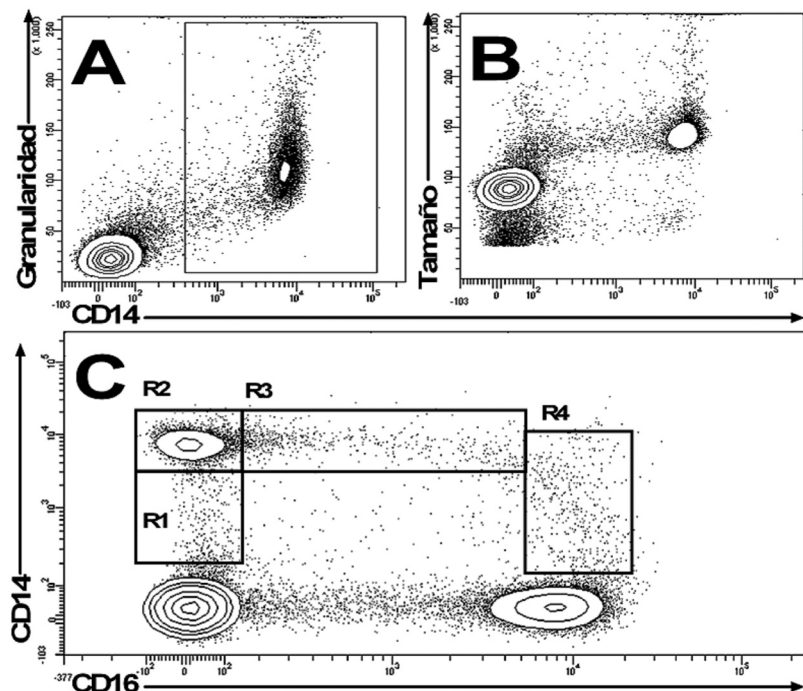 A
Granularidad
(x 1,000)
250
200
150
100
50
-103 0 10² 10³ 10⁴ 10⁵
B
Tamaño
(x 1,000)
250
200
150
100
50
-103 0 10² 10³ 10⁴ 10⁵
CD14
C
R2 R3 R4
R1
CD14
10⁵
10⁴
10³
10²
0
-103
-377 -10² 0 10² 10³ 10⁴ 10⁵
CD16